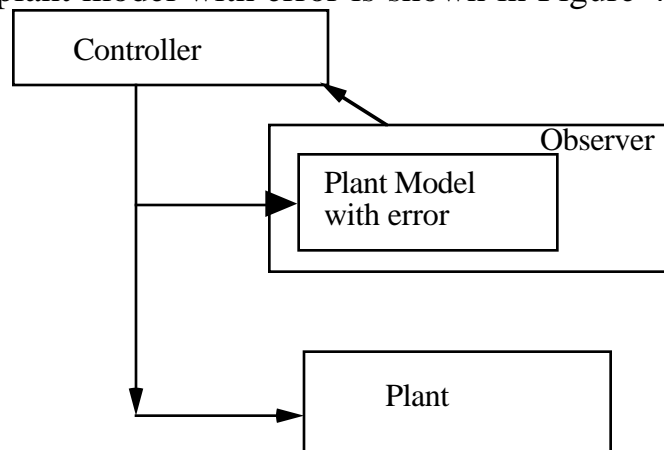 plant model with error is shown in Figure
Controller
Observer
Plant Model
with error
Plant